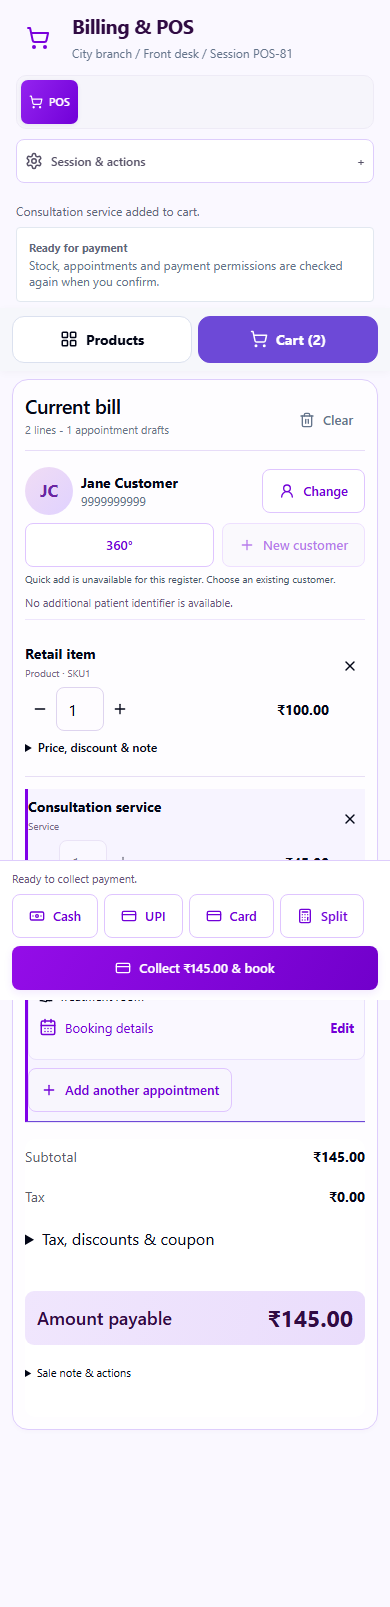 Billing & POS
City branch / Front desk / Session POS-81
POS
Session & actions +
Consultation service added to cart.
Ready for payment
Stock, appointments and payment permissions are checked
again when you confirm.
Products
Cart (2)
Current bill
2 lines - 1 appointment drafts
Clear
JC
Jane Customer
9999999999
Change
360°
+ New customer
Quick add is unavailable for this register. Choose an existing customer.
No additional patient identifier is available.
Retail item
Product · SKU1
1
₹100.00
Price, discount & note
Consultation service
Service
Ready to collect payment.
Cash
UPI
Card
Split
Collect ₹145.00 & book
Booking details Edit
+ Add another appointment
Subtotal ₹145.00
Tax ₹0.00
Tax, discounts & coupon
Amount payable ₹145.00
Sale note & actions